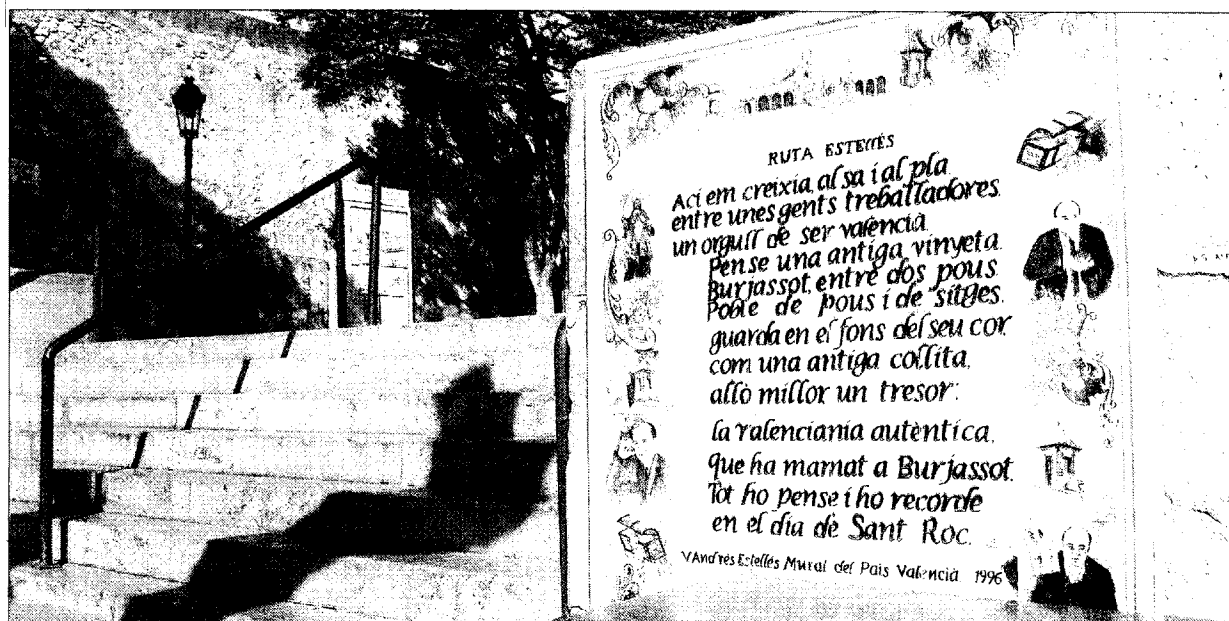 RUTA ESTELLÉS
Ací em creixia, al sa i al pla.
entre unes gents treballadores.
un orgull de ser valencià.
Pense una antiga vinyeta.
Burjassot, entre dos pous.
Poble de pous i de sitges.
guarda en el fons del seu cor,
com una antiga collita,
allò millor un tresor:
la valenciania autèntica,
que ha mamat a Burjassot.
Tot ho pense i ho recorde
en el dia de Sant Roc.
V Andrés Estellés Mural del País Valencià 1996